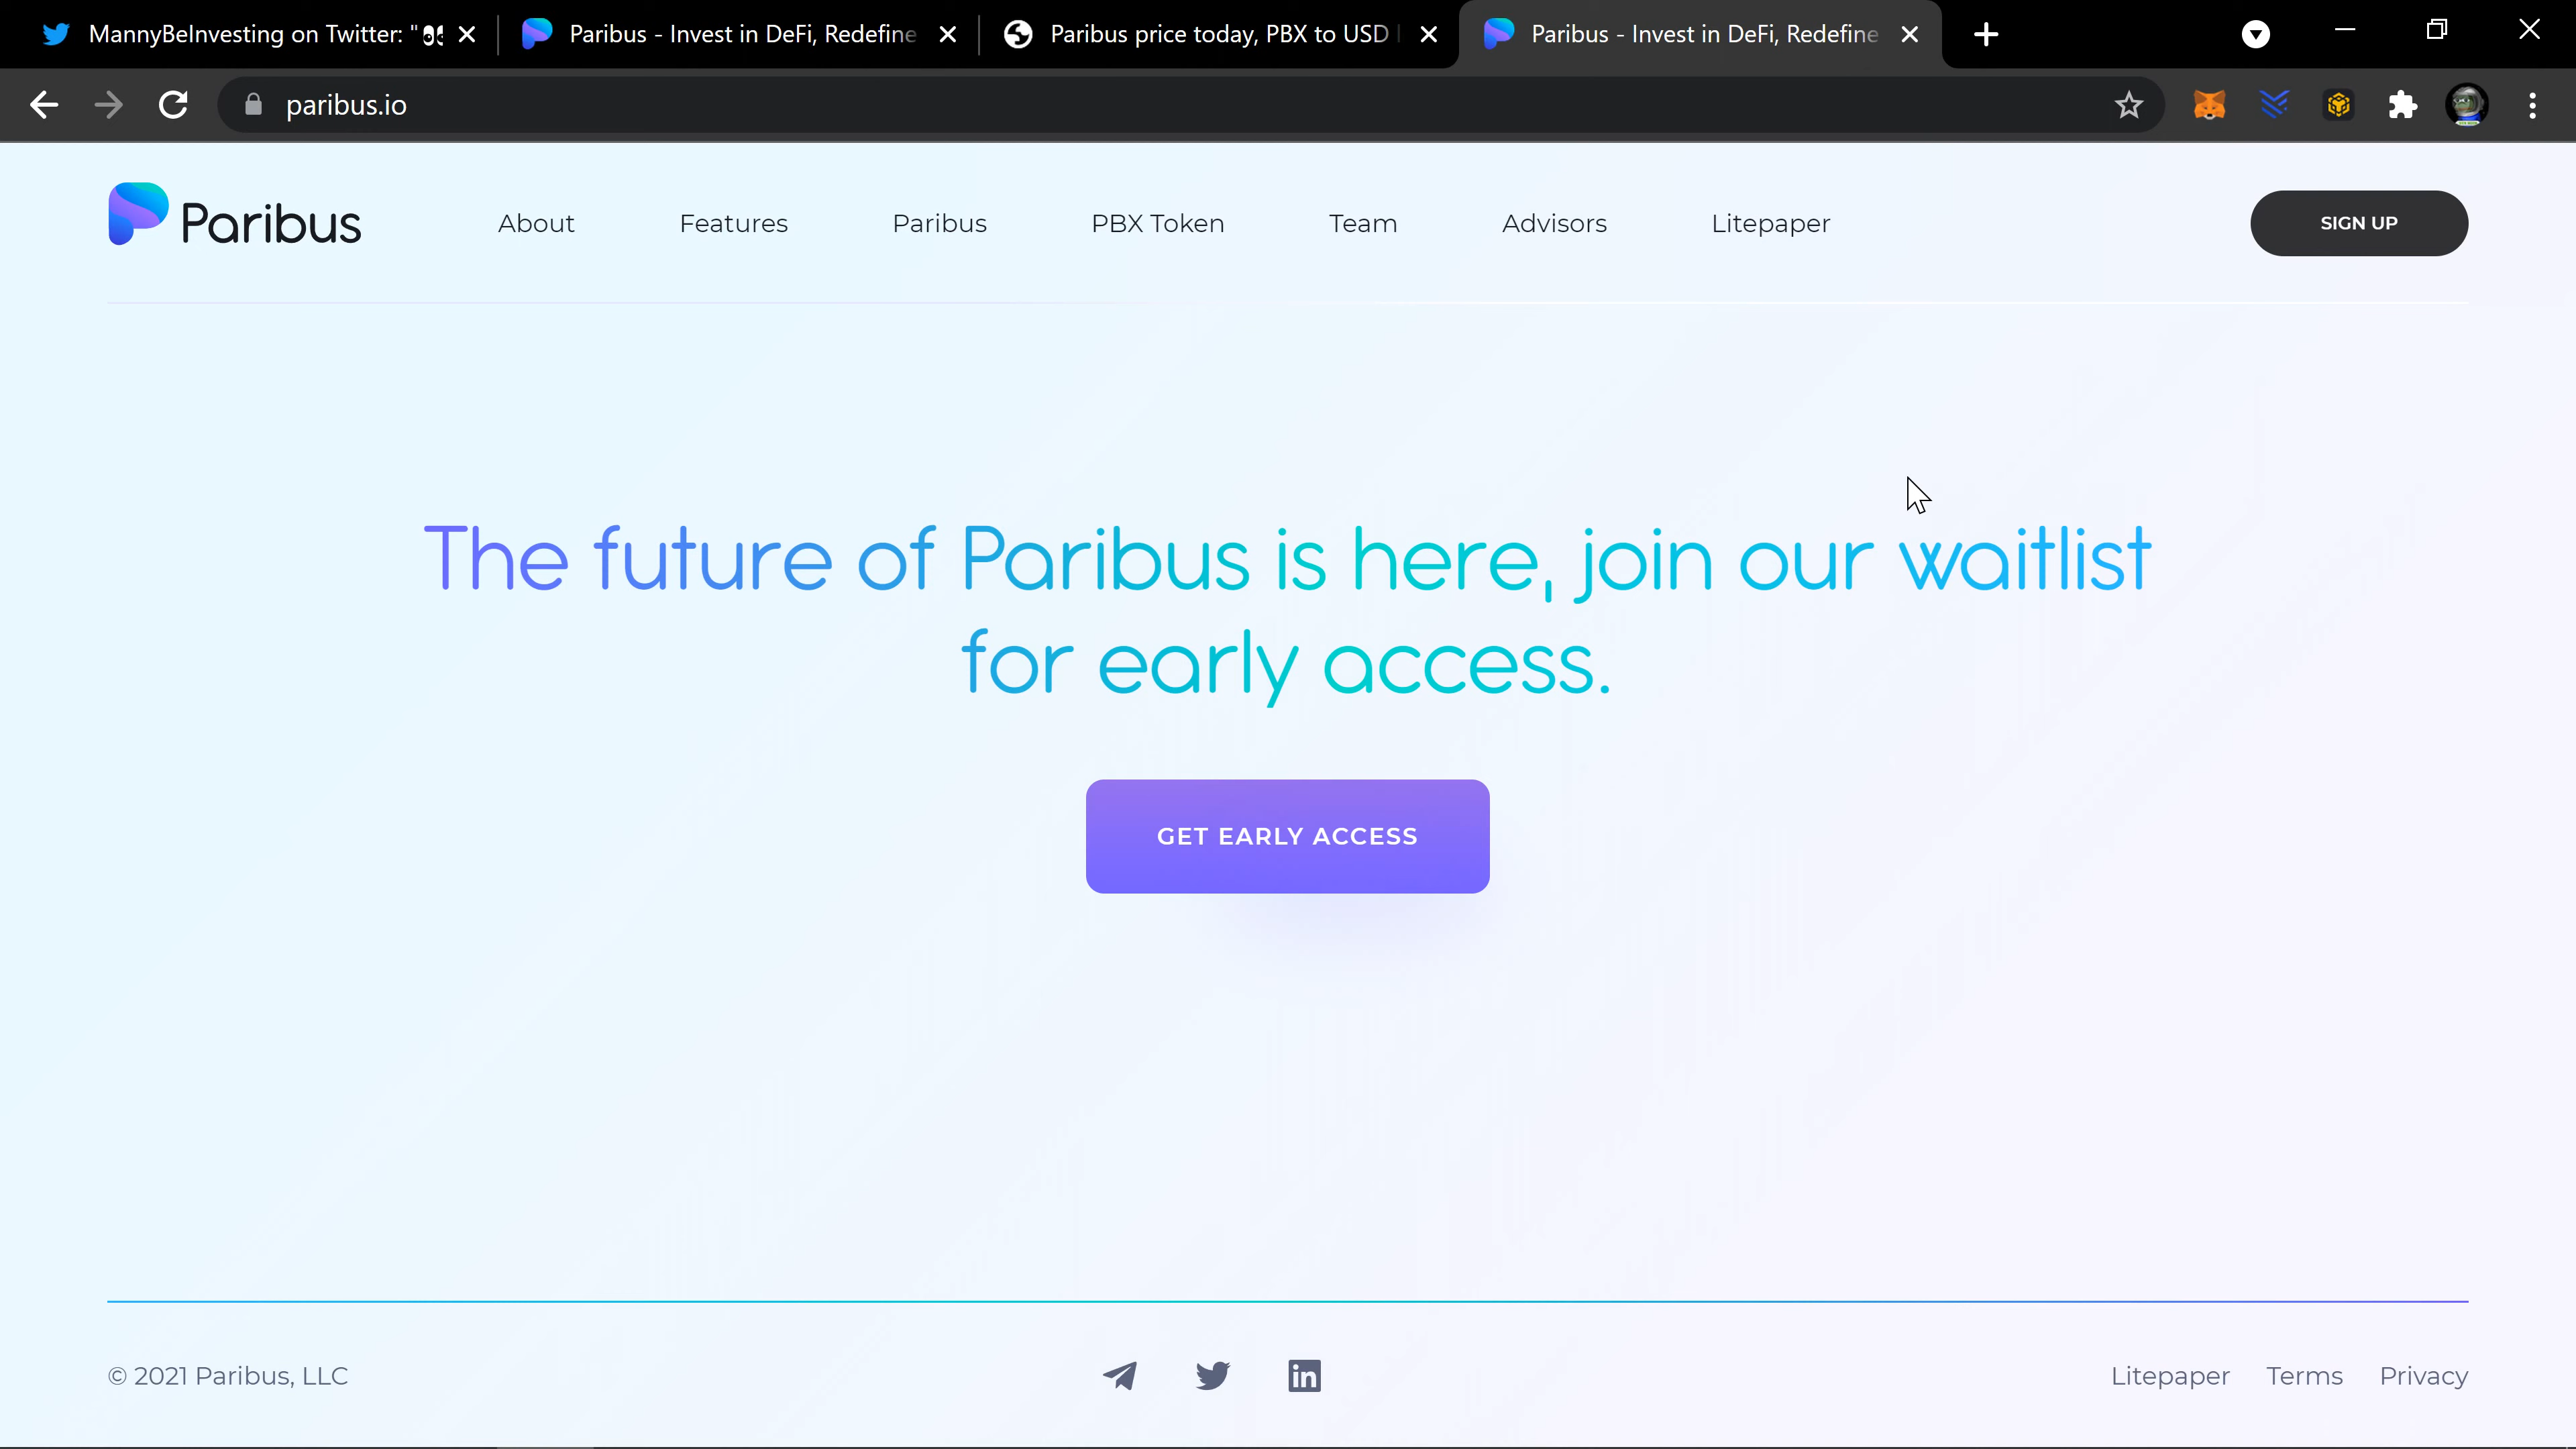 MannyBeInvesting on Twitter: "👀
Paribus - Invest in DeFi, Redefine
Paribus price today, PBX to USD
Paribus - Invest in DeFi, Redefine
paribus.io
Paribus
About
Features
Paribus
PBX Token
Team
Advisors
Litepaper
SIGN UP
The future of Paribus is here, join our waitlist
for early access.
GET EARLY ACCESS
© 2021 Paribus, LLC
Litepaper
Terms
Privacy